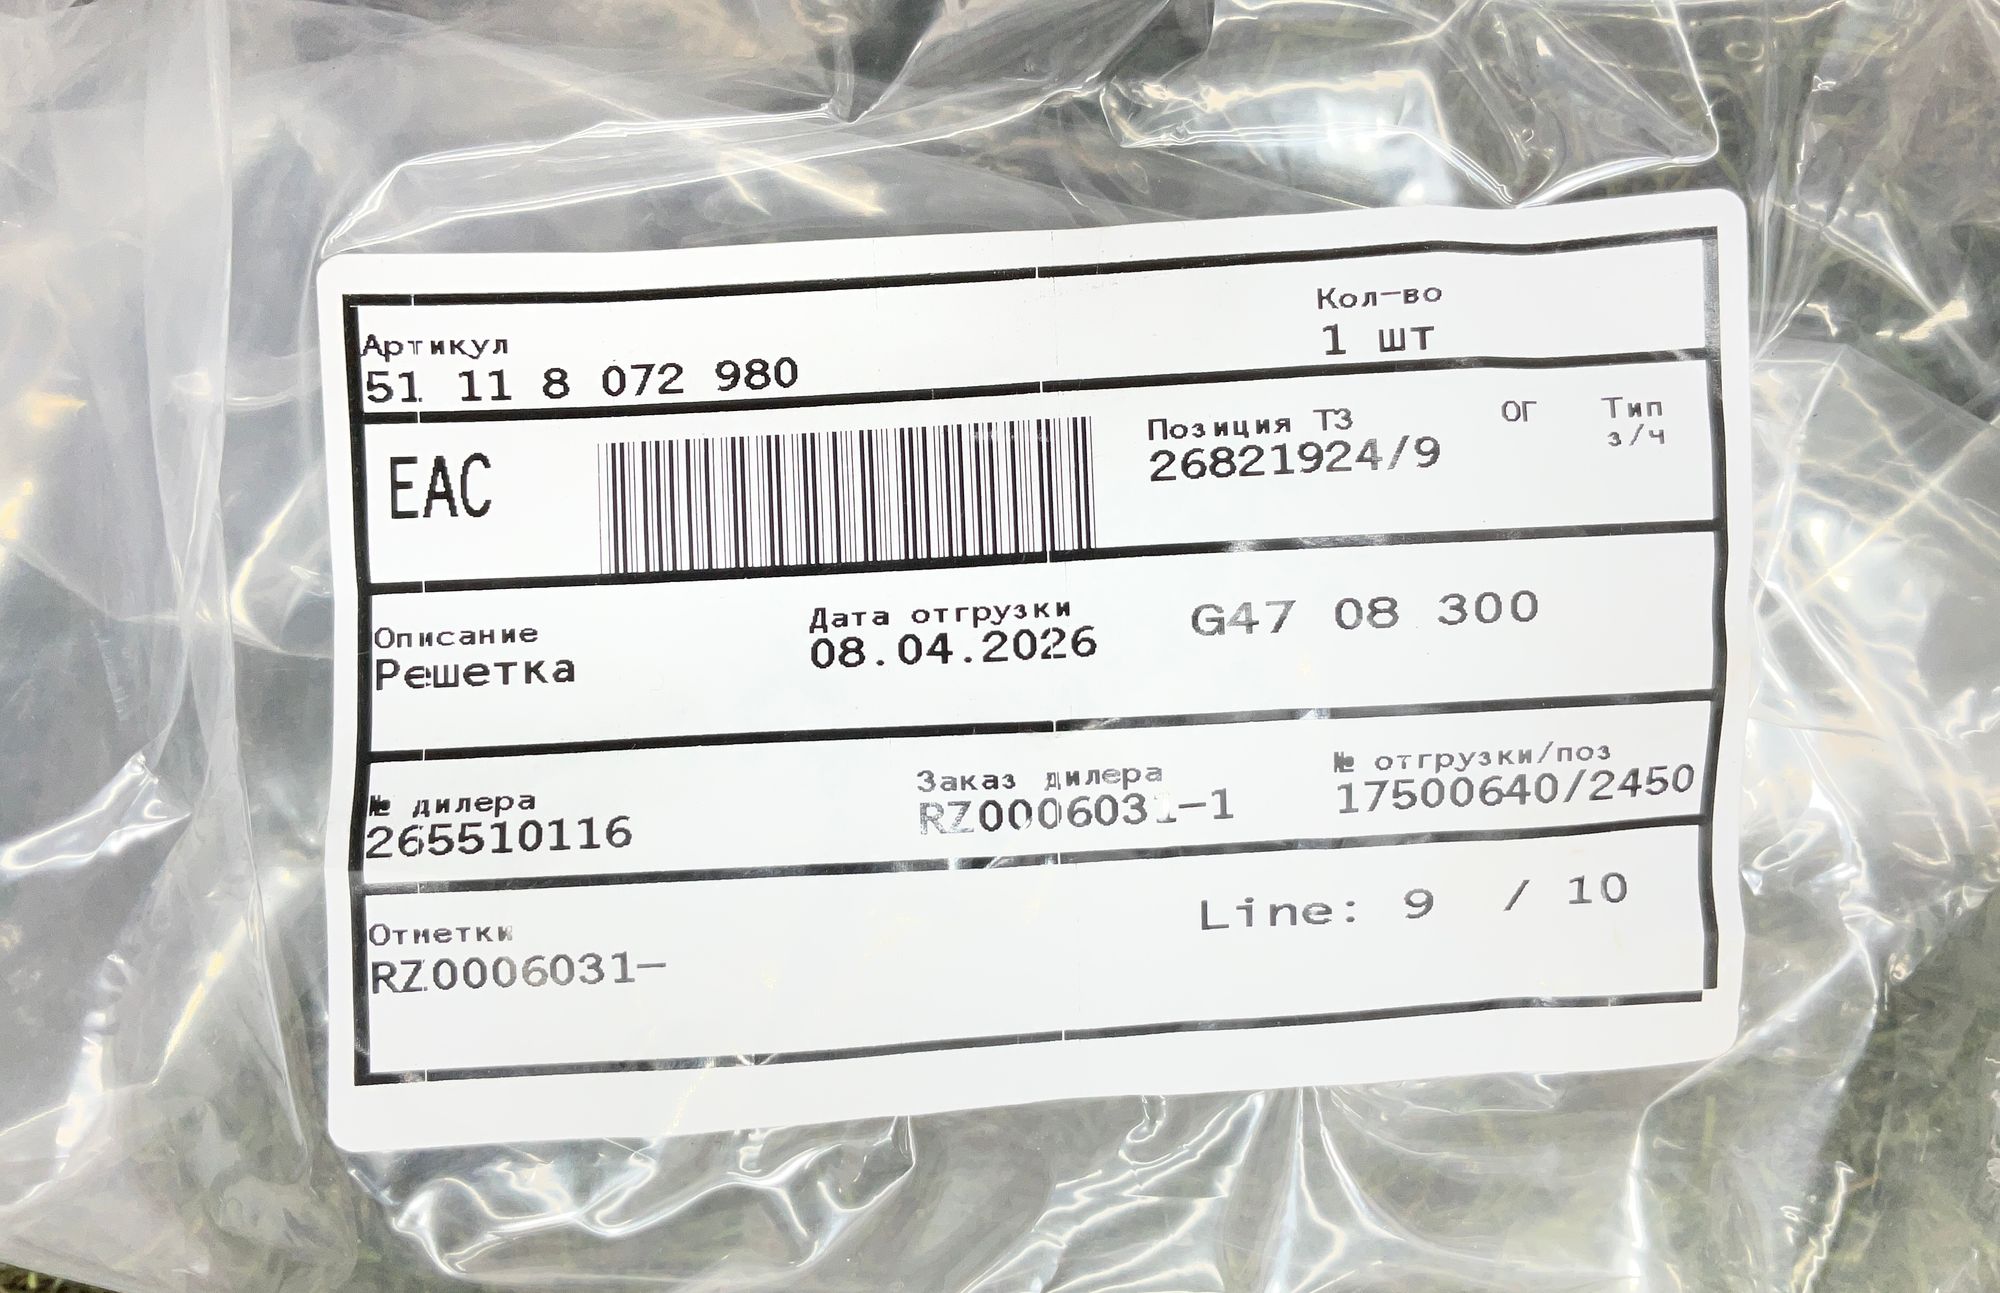 Артикул
51 11 8 072 980
Кол-во
1 шт
EAC
Позиция ТЗ
26821924/9
ОГ
Тип
з/ч
Описание
Решетка
Дата отгрузки
08.04.2026
G47 08 300
№ дилера
265510116
Заказ дилера
RZ0006031-1
№ отгрузки/поз
17500640/2450
Отметки
RZ0006031-
Line: 9 / 10